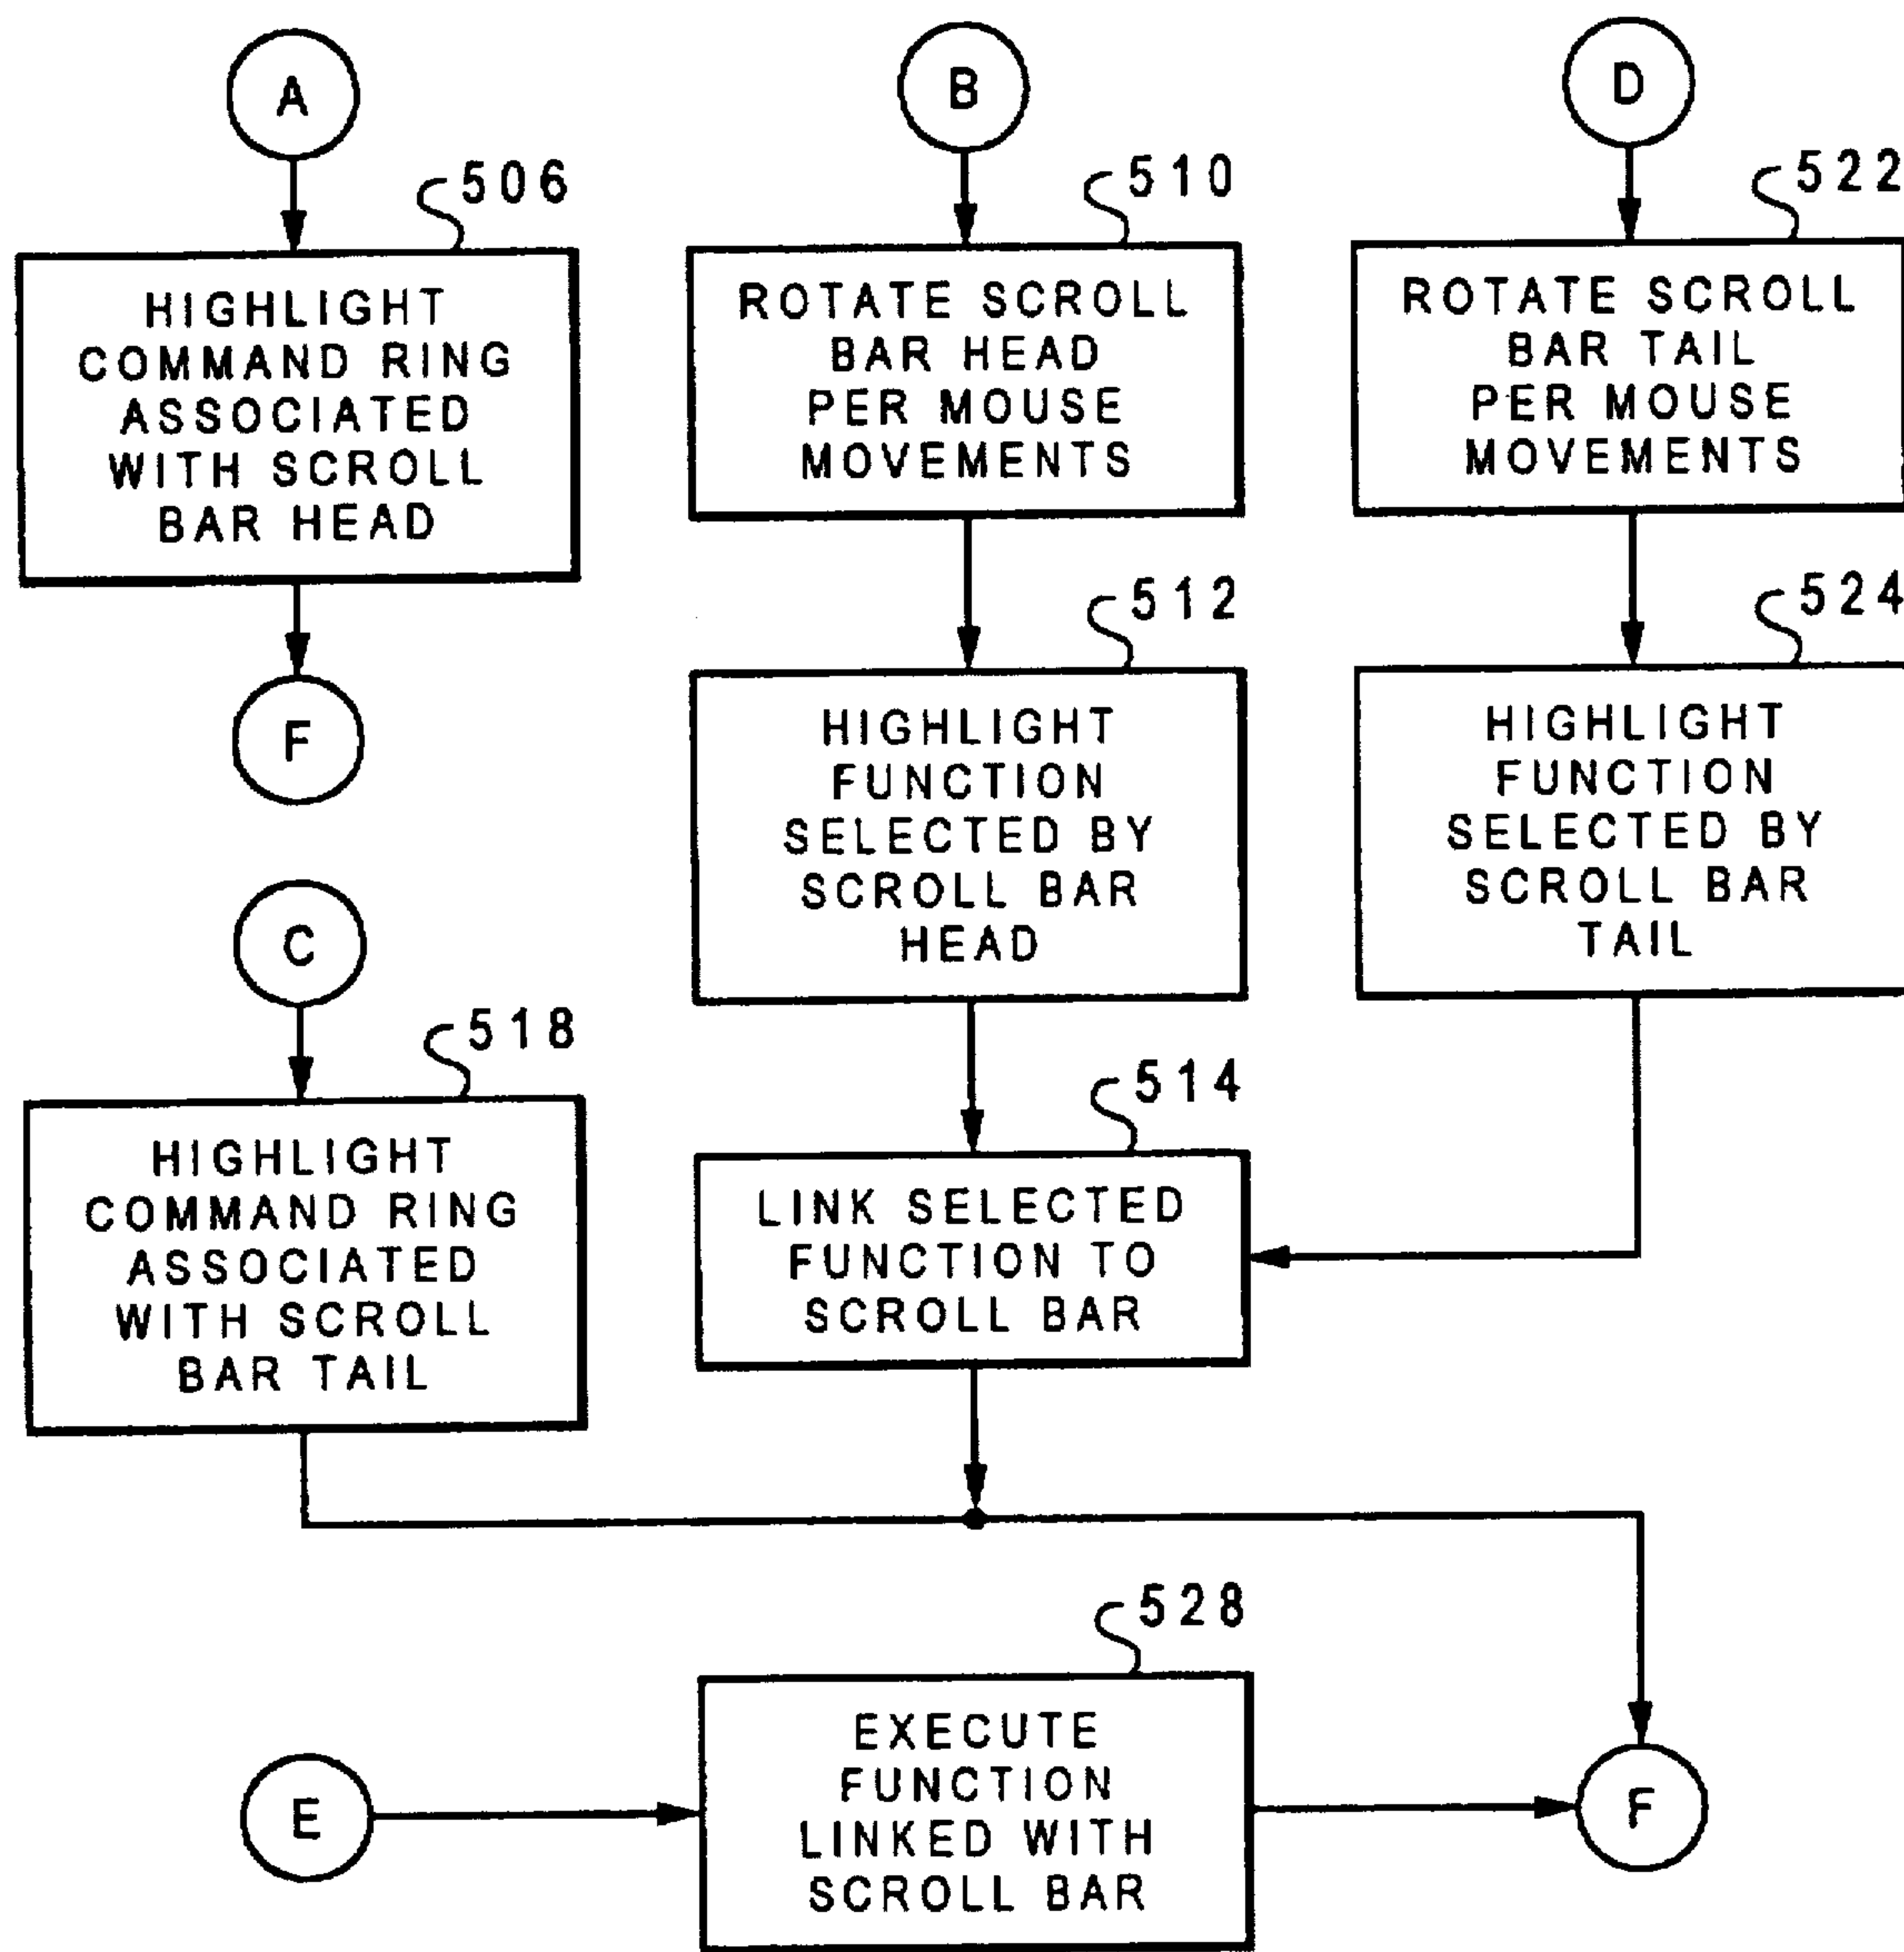 A
506
HIGHLIGHT
COMMAND RING
ASSOCIATED
WITH SCROLL
BAR HEAD
F
B
510
ROTATE SCROLL
BAR HEAD
PER MOUSE
MOVEMENTS
512
HIGHLIGHT
FUNCTION
SELECTED BY
SCROLL BAR
HEAD
514
LINK SELECTED
FUNCTION TO
SCROLL BAR
D
522
ROTATE SCROLL
BAR TAIL
PER MOUSE
MOVEMENTS
524
HIGHLIGHT
FUNCTION
SELECTED BY
SCROLL BAR
TAIL
C
518
HIGHLIGHT
COMMAND RING
ASSOCIATED
WITH SCROLL
BAR TAIL
E
528
EXECUTE
FUNCTION
LINKED WITH
SCROLL BAR
F